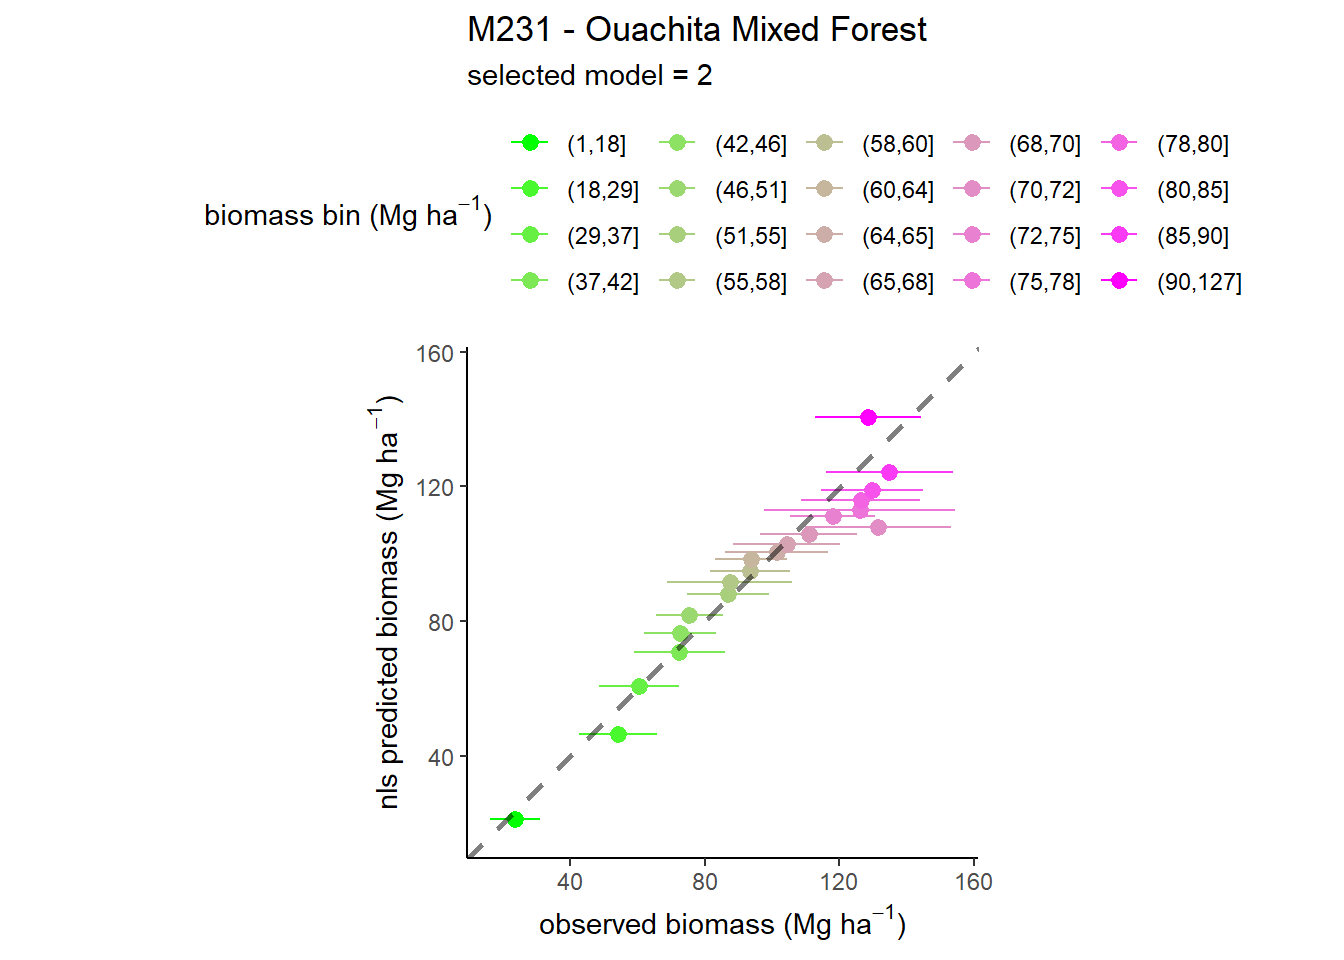 M231 - Ouachita Mixed Forest
selected model = 2
biomass bin (Mg ha⁻¹)
(1,18] (42,46] (58,60] (68,70] (78,80]
(18,29] (46,51] (60,64] (70,72] (80,85]
(29,37] (51,55] (64,65] (72,75] (85,90]
(37,42] (55,58] (65,68] (75,78] (90,127]
nls predicted biomass (Mg ha⁻¹)
160
120
80
40
40 80 120 160
observed biomass (Mg ha⁻¹)